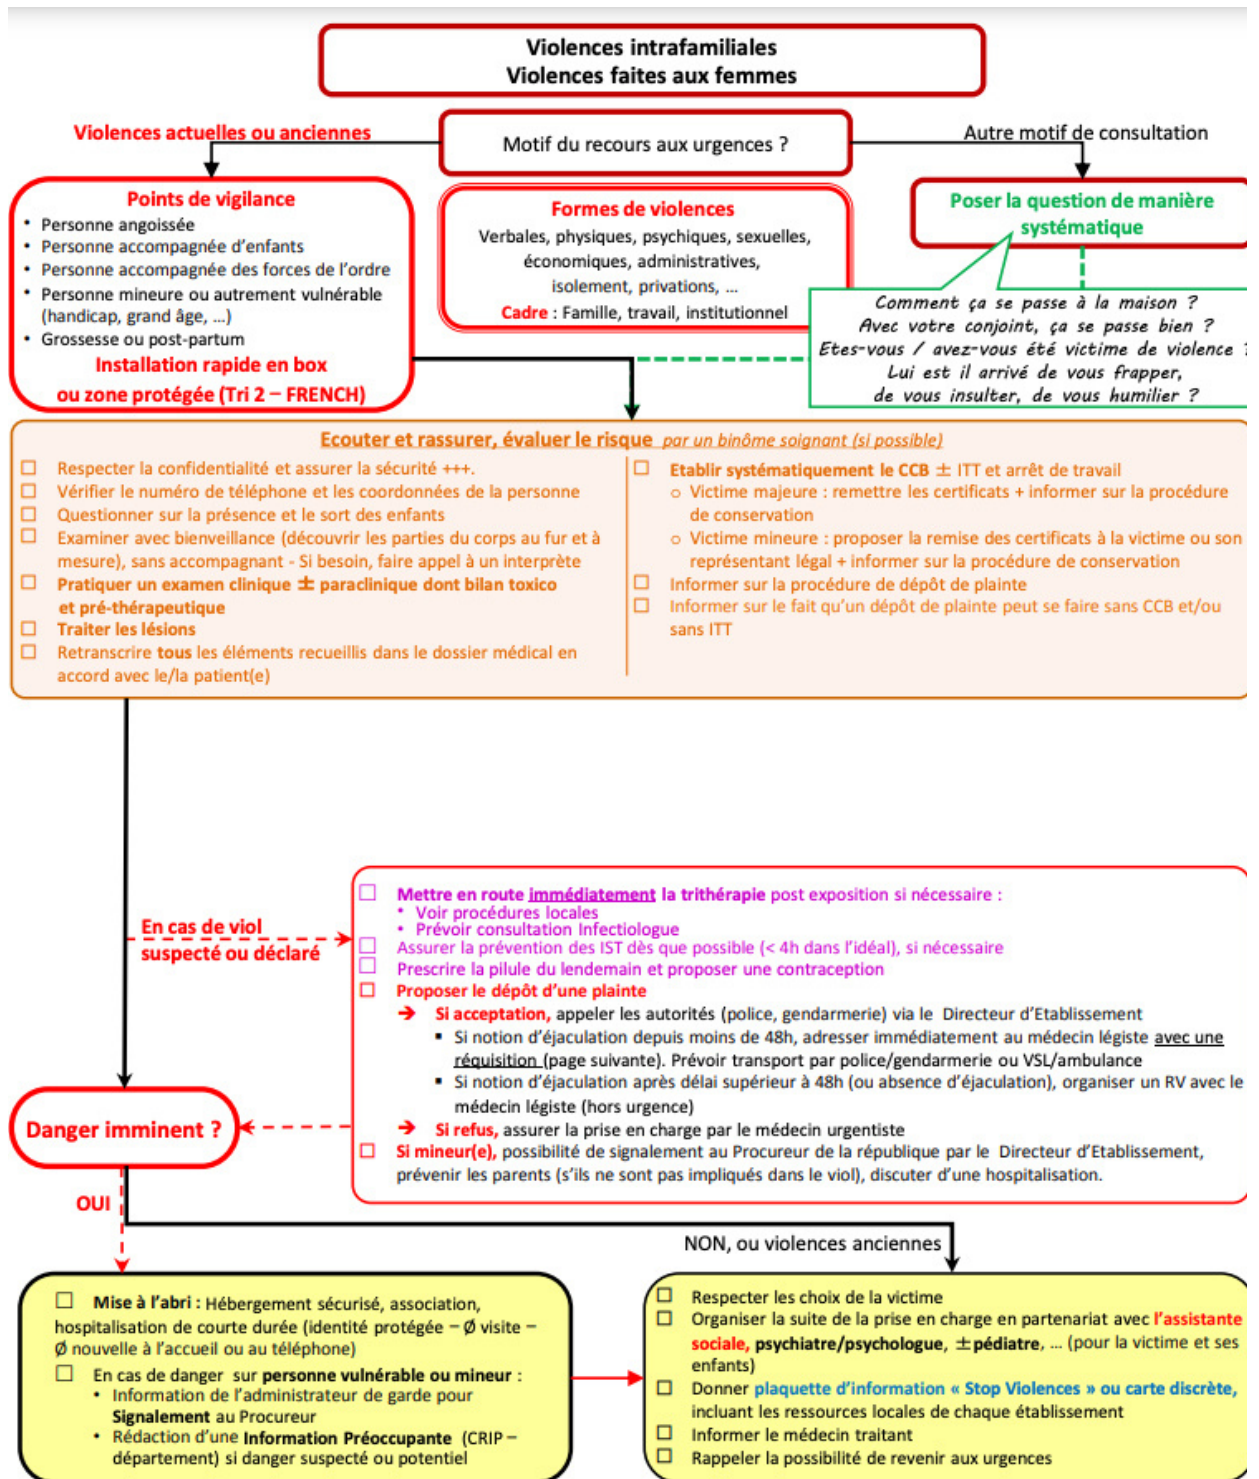 Violences intrafamiliales
Violences faites aux femmes
Violences actuelles ou anciennes
Motif du recours aux urgences ?
Autre motif de consultation
Points de vigilance
• Personne angoissée
• Personne accompagnée d'enfants
• Personne accompagnée des forces de l'ordre
• Personne mineure ou autrement vulnérable
(handicap, grand âge, ...)
• Grossesse ou post-partum
Installation rapide en box
ou zone protégée (Tri 2 – FRENCH)
Formes de violences
Verbales, physiques, psychiques, sexuelles,
économiques, administratives,
isolement, privations, ...
Cadre : Famille, travail, institutionnel
Poser la question de manière
systématique
Comment ça se passe à la maison ?
Avec votre conjoint, ça se passe bien ?
Etes-vous / avez-vous été victime de violence ?
Lui est il arrivé de vous frapper,
de vous insulter, de vous humilier ?
Ecouter et rassurer, évaluer le risque par un binôme soignant (si possible)
☐ Respecter la confidentialité et assurer la sécurité +++.
☐ Vérifier le numéro de téléphone et les coordonnées de la personne
☐ Questionner sur la présence et le sort des enfants
☐ Examiner avec bienveillance (découvrir les parties du corps au fur et à
mesure), sans accompagnant - Si besoin, faire appel à un interprète
☐ Pratiquer un examen clinique ± paraclinique dont bilan toxico
et pré-thérapeutique
☐ Traiter les lésions
☐ Retranscrire tous les éléments recueillis dans le dossier médical en
accord avec le/la patient(e)
☐ Etablir systématiquement le CCB ± ITT et arrêt de travail
o Victime majeure : remettre les certificats + informer sur la procédure
de conservation
o Victime mineure : proposer la remise des certificats à la victime ou son
représentant légal + informer sur la procédure de conservation
☐ Informer sur la procédure de dépôt de plainte
☐ Informer sur le fait qu'un dépôt de plainte peut se faire sans CCB et/ou
sans ITT
En cas de viol
suspecté ou déclaré
☐ Mettre en route immédiatement la trithérapie post exposition si nécessaire :
• Voir procédures locales
• Prévoir consultation Infectiologue
☐ Assurer la prévention des IST dès que possible (< 4h dans l'idéal), si nécessaire
☐ Prescrire la pilule du lendemain et proposer une contraception
☐ Proposer le dépôt d'une plainte
➔ Si acceptation, appeler les autorités (police, gendarmerie) via le Directeur d'Etablissement
▪ Si notion d'éjaculation depuis moins de 48h, adresser immédiatement au médecin légiste avec une
réquisition (page suivante). Prévoir transport par police/gendarmerie ou VSL/ambulance
▪ Si notion d'éjaculation après délai supérieur à 48h (ou absence d'éjaculation), organiser un RV avec le
médecin légiste (hors urgence)
➔ Si refus, assurer la prise en charge par le médecin urgentiste
☐ Si mineur(e), possibilité de signalement au Procureur de la république par le Directeur d'Etablissement,
prévenir les parents (s'ils ne sont pas impliqués dans le viol), discuter d'une hospitalisation.
Danger imminent ?
OUI
NON, ou violences anciennes
☐ Mise à l'abri : Hébergement sécurisé, association,
hospitalisation de courte durée (identité protégée – Ø visite –
Ø nouvelle à l'accueil ou au téléphone)
☐ En cas de danger sur personne vulnérable ou mineur :
• Information de l'administrateur de garde pour
Signalement au Procureur
• Rédaction d'une Information Préoccupante (CRIP –
département) si danger suspecté ou potentiel
☐ Respecter les choix de la victime
☐ Organiser la suite de la prise en charge en partenariat avec l'assistante
sociale, psychiatre/psychologue, ± pédiatre, ... (pour la victime et ses
enfants)
☐ Donner plaquette d'information « Stop Violences » ou carte discrète,
incluant les ressources locales de chaque établissement
☐ Informer le médecin traitant
☐ Rappeler la possibilité de revenir aux urgences